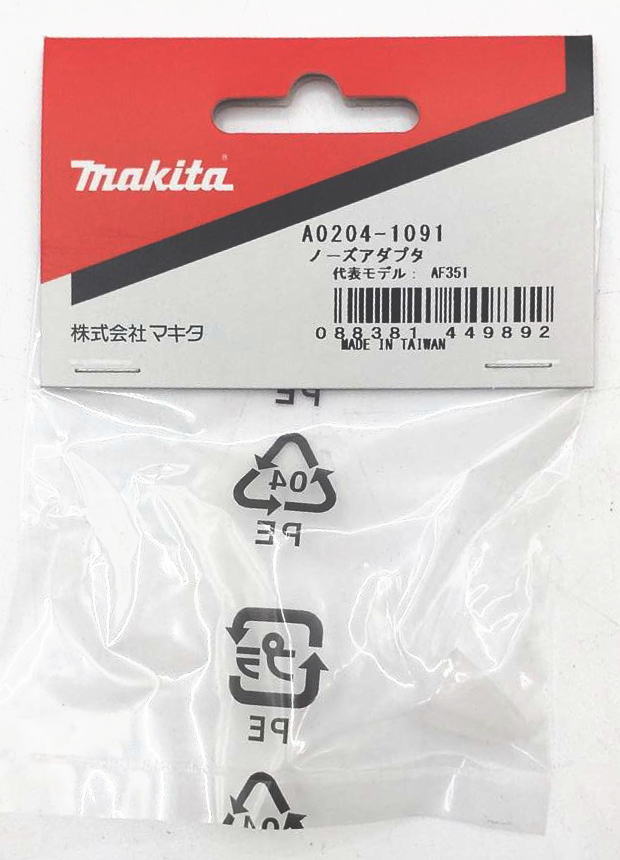 makita®
A0204-1091
ノーズアダプタ
代表モデル: AF351
株式会社マキタ
088381 449892
MADE IN TAIWAN
PE
04
PE
プラ
PE
04